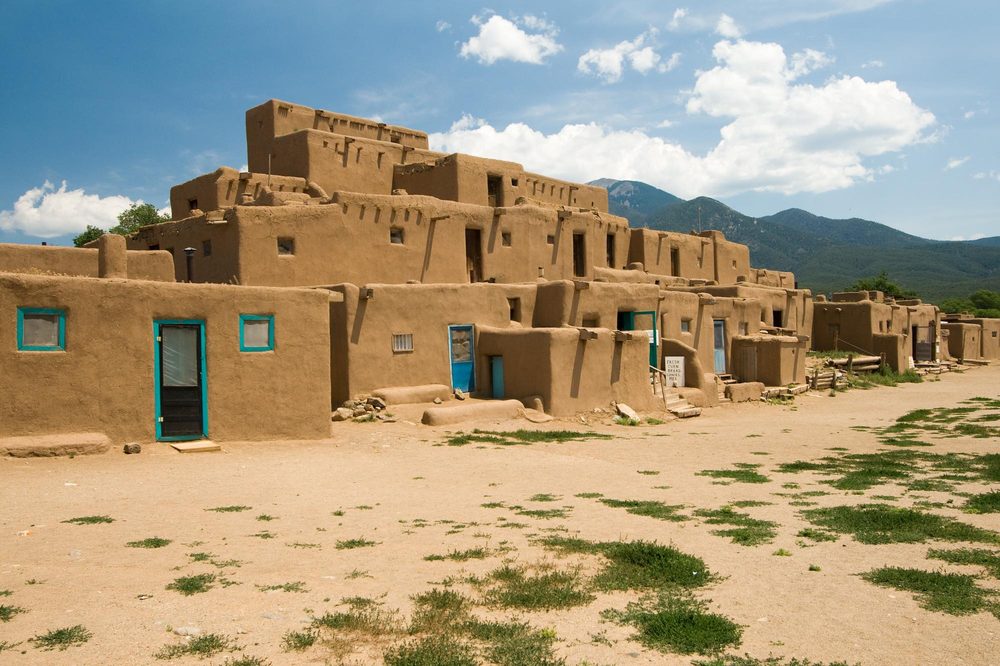 FRESH
OVEN
BREAD.
COOKIES,
PIES